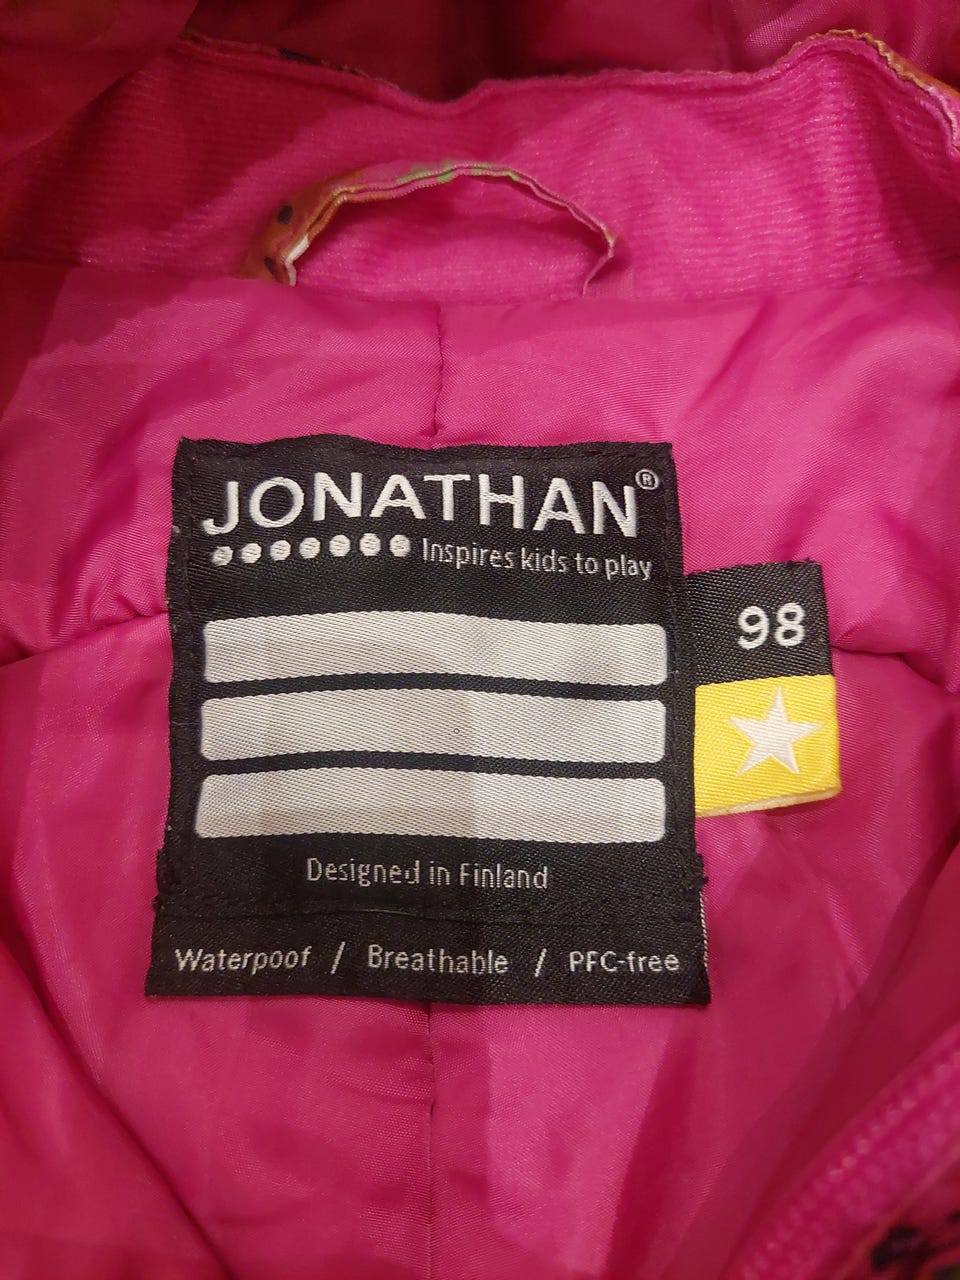 JONATHAN®
Inspires kids to play
98
Designed in Finland
Waterpoof / Breathable / PFC-free